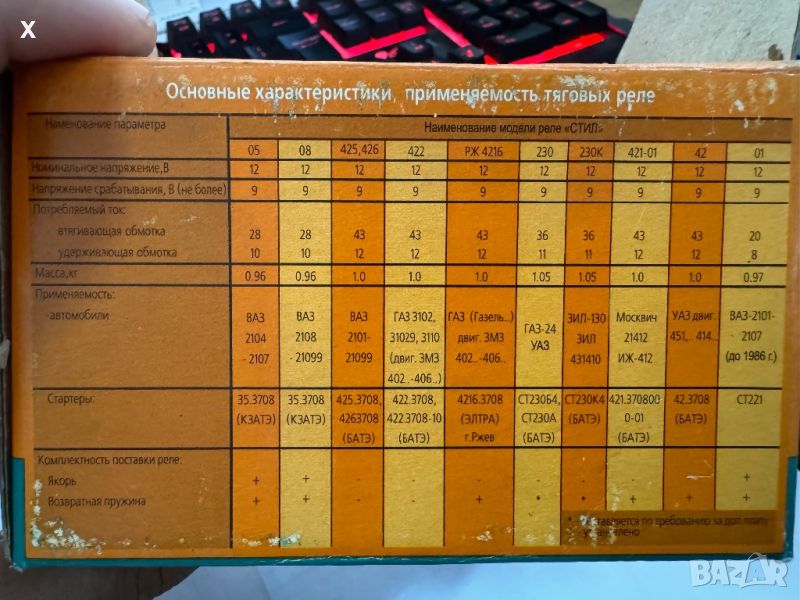 x
Основные характеристики, применяемость тяговых реле
Наименование параметра
Наименование модели реле «СТИЛ»
05 08 425,426 422 РЖ 4216 230 230К 421-01 42 01
Номинальное напряжение,В 12 12 12 12 12 12 12 12 12 12
Напряжение срабатывания, В (не более) 9 9 9 9 9 9 9 9 9 9
Потребляемый ток:
втягивающая обмотка 28 28 43 43 43 36 36 43 43 20
удерживающая обмотка 10 10 12 12 12 11 11 12 12 8
Масса,кг 0.96 0.96 1.0 1.0 1.0 1.05 1.05 1.0 1.0 0.97
Применяемость:
-автомобили
ВАЗ ВАЗ ВАЗ ГАЗ 3102, ГАЗ (Газель..) ГАЗ-24 ЗИЛ-130 Москвич УАЗ двиг. ВАЗ-2101-
2104 2108 2101- 31029, 3110 двиг. ЗМЗ УАЗ ЗИЛ 21412 451,.. 414... 2107
- 2107 - 21099 21099 (двиг. ЗМЗ 402..-406.. 431410 ИЖ-412 (до 1986 г.)
402..-406..)
Стартеры: 35.3708 35.3708 425.3708, 422.3708, 4216.3708 СТ230Б4, СТ230К4 421.370800 42.3708 СТ221
(КЗАТЭ) (КЗАТЭ) 4263708 422.3708-10 (ЭЛТРА) СТ230А (БАТЭ) 0-01 (БАТЭ)
(БАТЭ) (БАТЭ) г.Ржев (БАТЭ) (БАТЭ)
Комплектность поставки реле:
Якорь + + - - - - - - - +
Возвратная пружина + + - - + * * + + +
* - поставляется по требованию за доп.плату
BAZAR